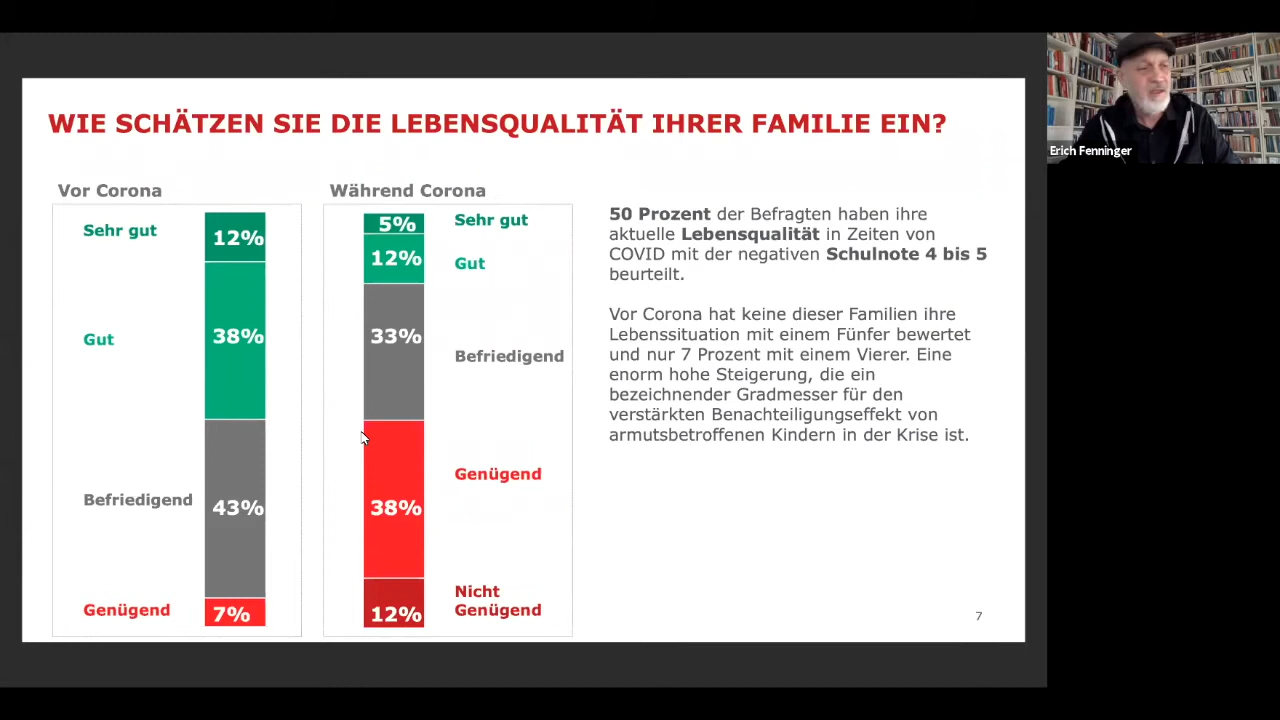 WIE SCHÄTZEN SIE DIE LEBENSQUALITÄT IHRER FAMILIE EIN?
Vor Corona
Sehr gut
12%
Gut
38%
Befriedigend
43%
Genügend
7%
Während Corona
5%
Sehr gut
12%
Gut
33%
Befriedigend
38%
Genügend
12%
Nicht
Genügend
50 Prozent der Befragten haben ihre
aktuelle Lebensqualität in Zeiten von
COVID mit der negativen Schulnote 4 bis 5
beurteilt.
Vor Corona hat keine dieser Familien ihre
Lebenssituation mit einem Fünfer bewertet
und nur 7 Prozent mit einem Vierer. Eine
enorm hohe Steigerung, die ein
bezeichnender Gradmesser für den
verstärkten Benachteiligungseffekt von
armutsbetroffenen Kindern in der Krise ist.
7
Erich Fenninger